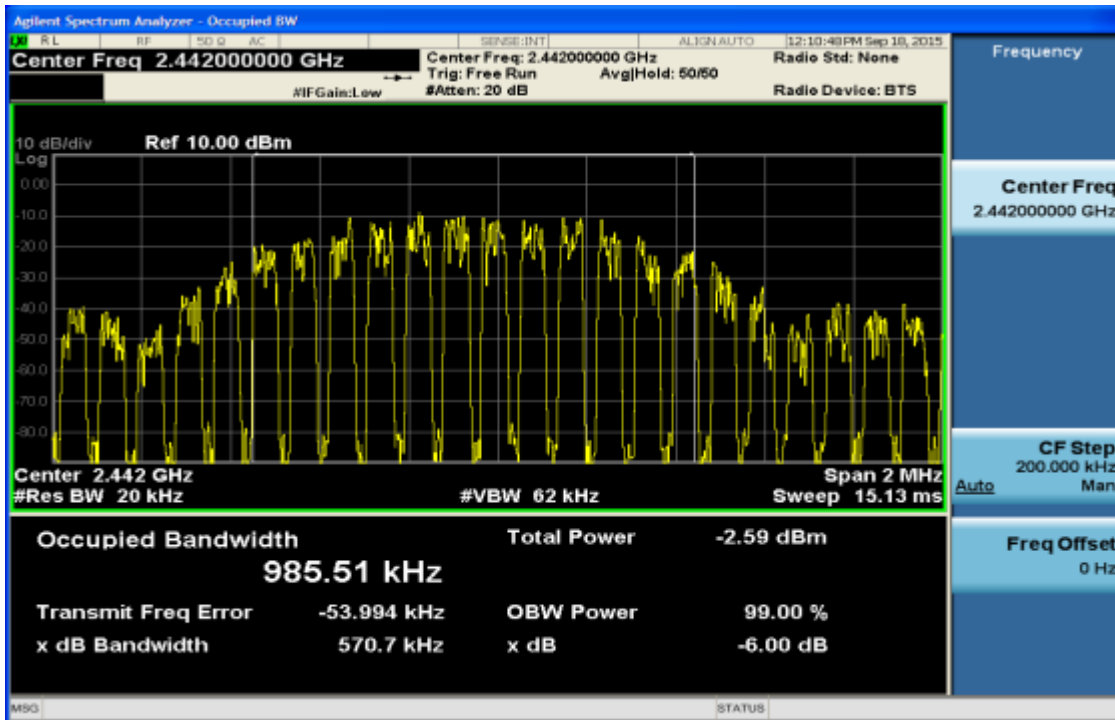 Agilent Spectrum Analyzer - Occupied BW
RL RF 50 Ω AC SENSE:INT ALIGN AUTO 12:10:48 PM Sep 18, 2015
Center Freq 2.442000000 GHz
Center Freq: 2.442000000 GHz Radio Std: None
Trig: Free Run Avg|Hold: 50/50
#IFGain:Low #Atten: 20 dB Radio Device: BTS
10 dB/div Ref 10.00 dBm
Log
0.00
-10.0
-20.0
-30.0
-40.0
-50.0
-60.0
-70.0
-80.0
Center 2.442 GHz Span 2 MHz
#Res BW 20 kHz #VBW 62 kHz Sweep 15.13 ms
Occupied Bandwidth Total Power -2.59 dBm
985.51 kHz
Transmit Freq Error -53.994 kHz OBW Power 99.00 %
x dB Bandwidth 570.7 kHz x dB -6.00 dB
MSG STATUS
Frequency
Center Freq
2.442000000 GHz
CF Step
200.000 kHz
Auto Man
Freq Offset
0 Hz